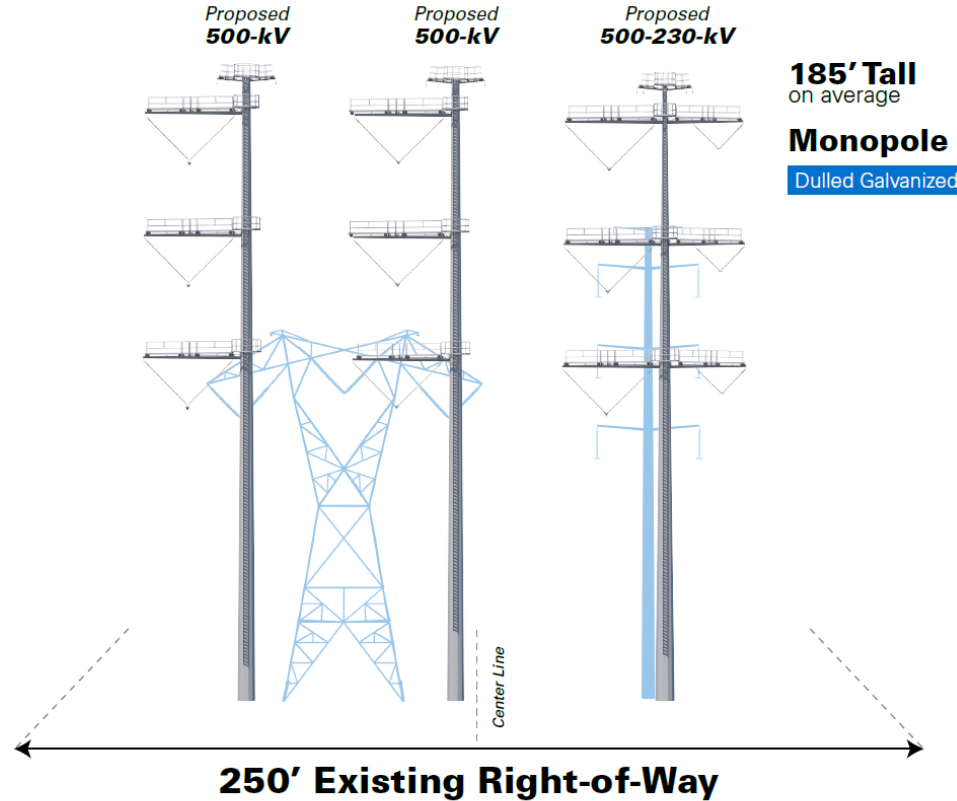 Proposed
500-kV
Proposed
500-kV
Proposed
500-230-kV
185' Tall
on average
Monopole
Dulled Galvanized
Center Line
250' Existing Right-of-Way